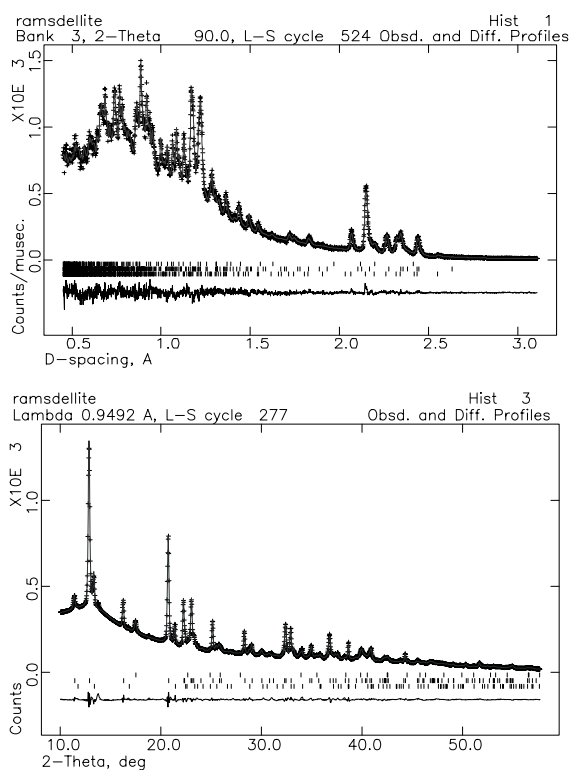 ramsdellite Hist 1
Bank 3, 2-Theta 90.0, L-S cycle 524 Obsd. and Diff. Profiles
X10E 3
1.5
1.0
0.5
0.0
Counts/musec.
0.5 1.0 1.5 2.0 2.5 3.0
D-spacing, A
ramsdellite Hist 3
Lambda 0.9492 A, L-S cycle 277 Obsd. and Diff. Profiles
X10E 3
1.0
0.5
0.0
Counts
10.0 20.0 30.0 40.0 50.0
2-Theta, deg